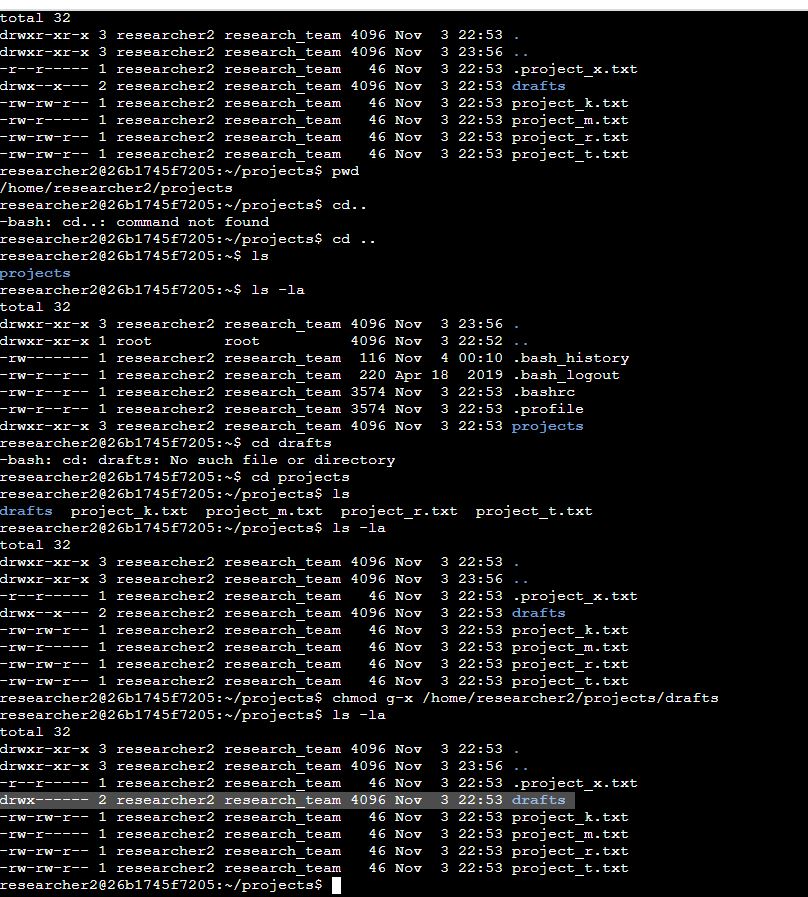 total 32
drwxr-xr-x 3 researcher2 research_team 4096 Nov  3 22:53 .
drwxr-xr-x 3 researcher2 research_team 4096 Nov  3 23:56 ..
-r--r----- 1 researcher2 research_team   46 Nov  3 22:53 .project_x.txt
drwx--x--- 2 researcher2 research_team 4096 Nov  3 22:53 drafts
-rw-rw-r-- 1 researcher2 research_team   46 Nov  3 22:53 project_k.txt
-rw-r----- 1 researcher2 research_team   46 Nov  3 22:53 project_m.txt
-rw-rw-r-- 1 researcher2 research_team   46 Nov  3 22:53 project_r.txt
-rw-rw-r-- 1 researcher2 research_team   46 Nov  3 22:53 project_t.txt
researcher2@26b1745f7205:~/projects$ pwd
/home/researcher2/projects
researcher2@26b1745f7205:~/projects$ cd..
-bash: cd..: command not found
researcher2@26b1745f7205:~/projects$ cd ..
researcher2@26b1745f7205:~$ ls
projects
researcher2@26b1745f7205:~$ ls -la
total 32
drwxr-xr-x 3 researcher2 research_team 4096 Nov  3 23:56 .
drwxr-xr-x 1 root        root          4096 Nov  3 22:52 ..
-rw------- 1 researcher2 research_team  116 Nov  4 00:10 .bash_history
-rw-r--r-- 1 researcher2 research_team  220 Apr 18  2019 .bash_logout
-rw-r--r-- 1 researcher2 research_team 3574 Nov  3 22:53 .bashrc
-rw-r--r-- 1 researcher2 research_team 3574 Nov  3 22:53 .profile
drwxr-xr-x 3 researcher2 research_team 4096 Nov  3 22:53 projects
researcher2@26b1745f7205:~$ cd drafts
-bash: cd: drafts: No such file or directory
researcher2@26b1745f7205:~$ cd projects
researcher2@26b1745f7205:~/projects$ ls
drafts  project_k.txt  project_m.txt  project_r.txt  project_t.txt
researcher2@26b1745f7205:~/projects$ ls -la
total 32
drwxr-xr-x 3 researcher2 research_team 4096 Nov  3 22:53 .
drwxr-xr-x 3 researcher2 research_team 4096 Nov  3 23:56 ..
-r--r----- 1 researcher2 research_team   46 Nov  3 22:53 .project_x.txt
drwx--x--- 2 researcher2 research_team 4096 Nov  3 22:53 drafts
-rw-rw-r-- 1 researcher2 research_team   46 Nov  3 22:53 project_k.txt
-rw-r----- 1 researcher2 research_team   46 Nov  3 22:53 project_m.txt
-rw-rw-r-- 1 researcher2 research_team   46 Nov  3 22:53 project_r.txt
-rw-rw-r-- 1 researcher2 research_team   46 Nov  3 22:53 project_t.txt
researcher2@26b1745f7205:~/projects$ chmod g-x /home/researcher2/projects/drafts
researcher2@26b1745f7205:~/projects$ ls -la
total 32
drwxr-xr-x 3 researcher2 research_team 4096 Nov  3 22:53 .
drwxr-xr-x 3 researcher2 research_team 4096 Nov  3 23:56 ..
-r--r----- 1 researcher2 research_team   46 Nov  3 22:53 .project_x.txt
drwx------ 2 researcher2 research_team 4096 Nov  3 22:53 drafts
-rw-rw-r-- 1 researcher2 research_team   46 Nov  3 22:53 project_k.txt
-rw-r----- 1 researcher2 research_team   46 Nov  3 22:53 project_m.txt
-rw-rw-r-- 1 researcher2 research_team   46 Nov  3 22:53 project_r.txt
-rw-rw-r-- 1 researcher2 research_team   46 Nov  3 22:53 project_t.txt
researcher2@26b1745f7205:~/projects$